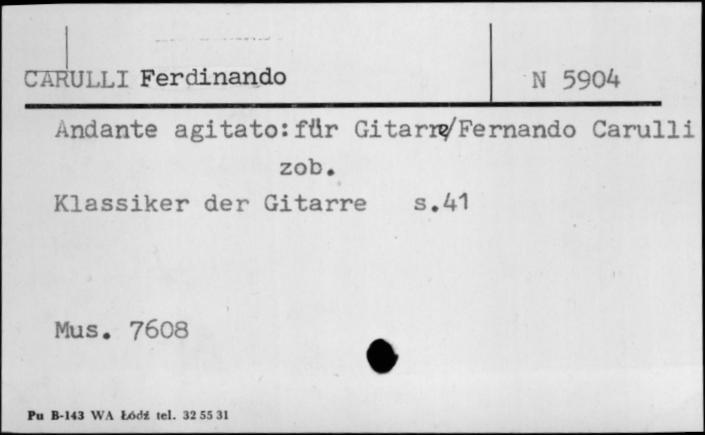 CARULLI Ferdinando N 5904
Andante agitato:für Gitarre/Fernando Carulli
zob.
Klassiker der Gitarre s.41
Mus. 7608
Pu B-143 WA Łódź tel. 32 55 31